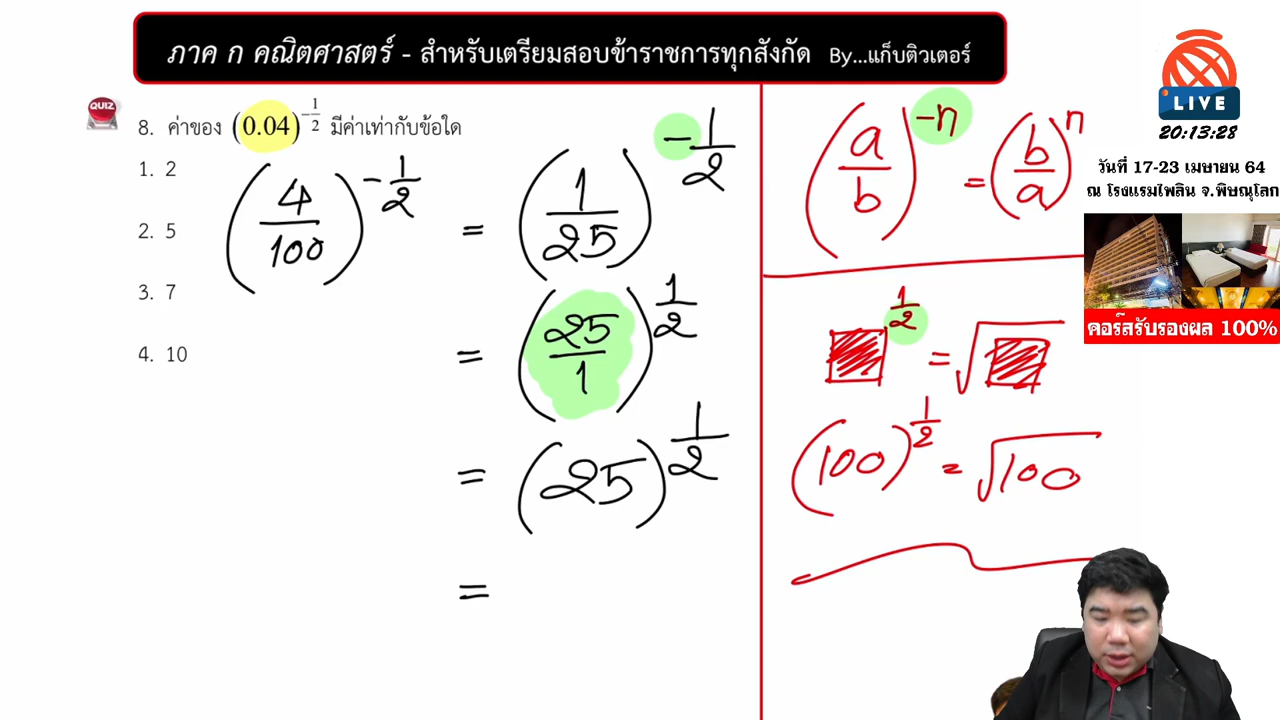 ภาค ก คณิตศาสตร์ - สำหรับเตรียมสอบข้าราชการทุกสังกัด By...แก็บติวเตอร์
QUIZ
8. ค่าของ (0.04)^{-1/2} มีค่าเท่ากับข้อใด
1. 2
2. 5
3. 7
4. 10
(4/100)^{-1/2} = (1/25)^{-1/2}
= (25/1)^{1/2}
= (25)^{1/2}
=
(a/b)^{-n} = (b/a)^{n}
^{1/2} = √
(100)^{1/2} = √100
LIVE
20:13:28
วันที่ 17-23 เมษายน 64
ณ โรงแรมไพลิน จ.พิษณุโลก
คอร์สรับรองผล 100%